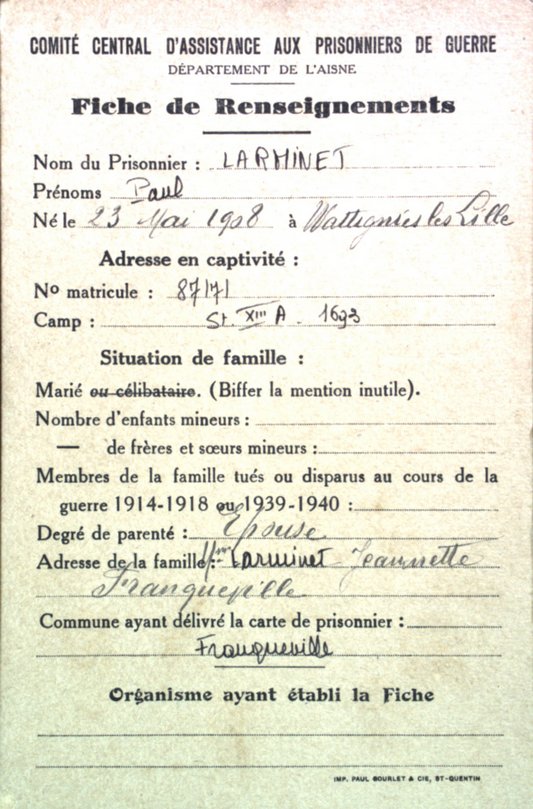 COMITÉ CENTRAL D'ASSISTANCE AUX PRISONNIERS DE GUERRE
DÉPARTEMENT DE L'AISNE
Fiche de Renseignements
Nom du Prisonnier : LARMINET
Prénoms Paul
Né le 23 Mai 1908 à Wattignies les Lille
Adresse en captivité :
No matricule : 87171
Camp : St. XIII A. 1693
Situation de famille :
Marié ou célibataire. (Biffer la mention inutile).
Nombre d'enfants mineurs :
— de frères et sœurs mineurs :
Membres de la famille tués ou disparus au cours de la
guerre 1914-1918 ou 1939-1940 :
Degré de parenté : Epouse
Adresse de la famille : Mme Larminet Jeannette
Franqueville
Commune ayant délivré la carte de prisonnier :
Franqueville
Organisme ayant établi la Fiche
IMP. PAUL BOURLET & CIE, ST-QUENTIN